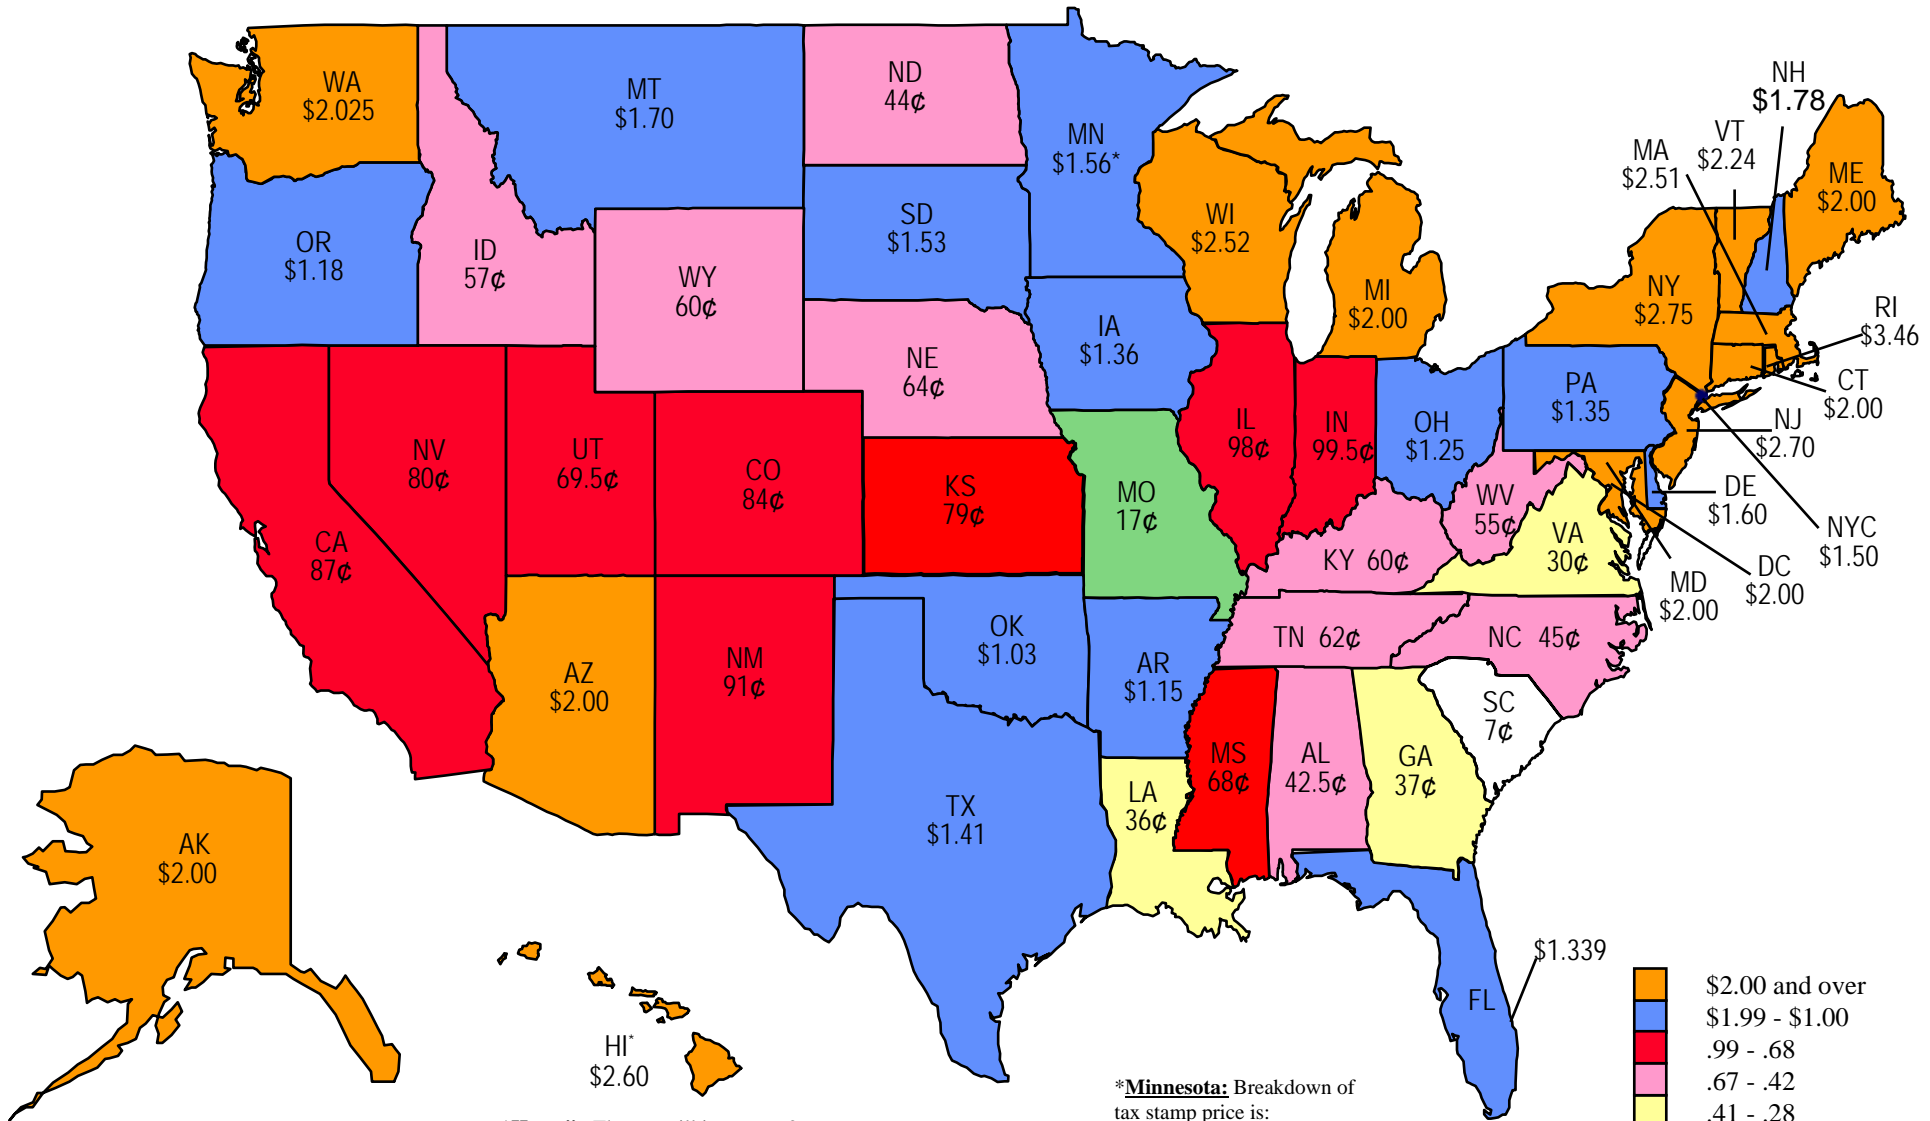 WA
$2.025
MT
$1.70
ND
44¢
MN
$1.56*
NH
$1.78
VT
$2.24
MA
$2.51
ME
$2.00
OR
$1.18
ID
57¢
SD
$1.53
WI
$2.52
WY
60¢
MI
$2.00
NY
$2.75
RI
$3.46
IA
$1.36
NE
64¢
PA
$1.35
CT
$2.00
NV
80¢
UT
69.5¢
CO
84¢
KS
79¢
MO
17¢
IL
98¢
IN
99.5¢
OH
$1.25
NJ
$2.70
WV
55¢
DE
$1.60
CA
87¢
KY 60¢
VA
30¢
NYC
$1.50
DC
$2.00
MD
$2.00
AZ
$2.00
NM
91¢
OK
$1.03
AR
$1.15
TN 62¢
NC 45¢
SC
7¢
MS
68¢
AL
42.5¢
GA
37¢
LA
36¢
TX
$1.41
AK
$2.00
$1.339
FL
HI*
$2.60
$2.00 and over
$1.99 - $1.00
.99 - .68
.67 - .42
.41 - .28
*Minnesota: Breakdown of
tax stamp price is: